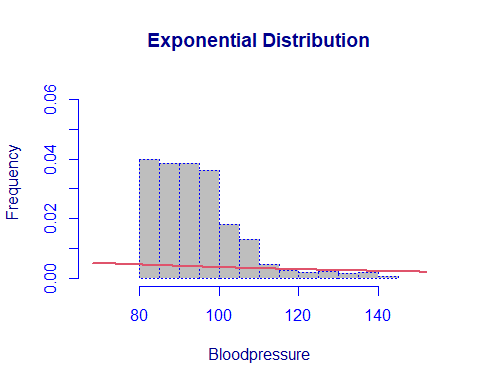 Exponential Distribution
Frequency
0.06
0.04
0.02
0.00
80 100 120 140
Bloodpressure